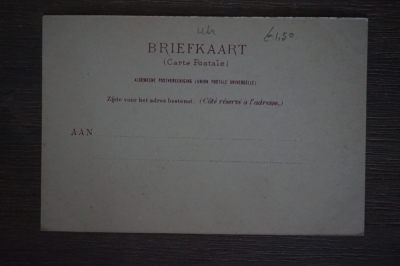 £1,50
BRIEFKAART
(Carte Postale)
ALGEMEENE POSTVEREENIGING (UNION POSTALE UNIVERSELLE)
Zijde voor het adres bestemd. (Côté réservé a l'adresse.)
AAN